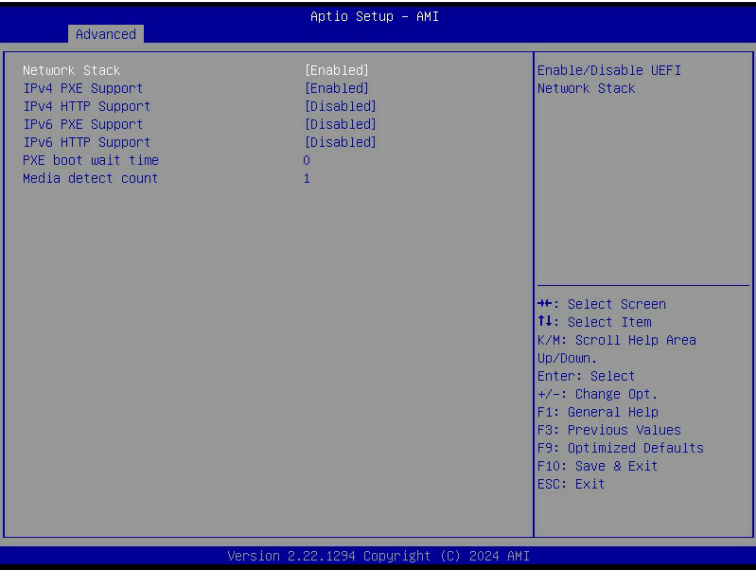 Aptio Setup – AMI
Advanced
Network Stack [Enabled]
IPv4 PXE Support [Enabled]
IPv4 HTTP Support [Disabled]
IPv6 PXE Support [Disabled]
IPv6 HTTP Support [Disabled]
PXE boot wait time 0
Media detect count 1
Enable/Disable UEFI
Network Stack
→←: Select Screen
↑↓: Select Item
K/M: Scroll Help Area
Up/Down.
Enter: Select
+/-: Change Opt.
F1: General Help
F3: Previous Values
F9: Optimized Defaults
F10: Save & Exit
ESC: Exit
Version 2.22.1294 Copyright (C) 2024 AMI